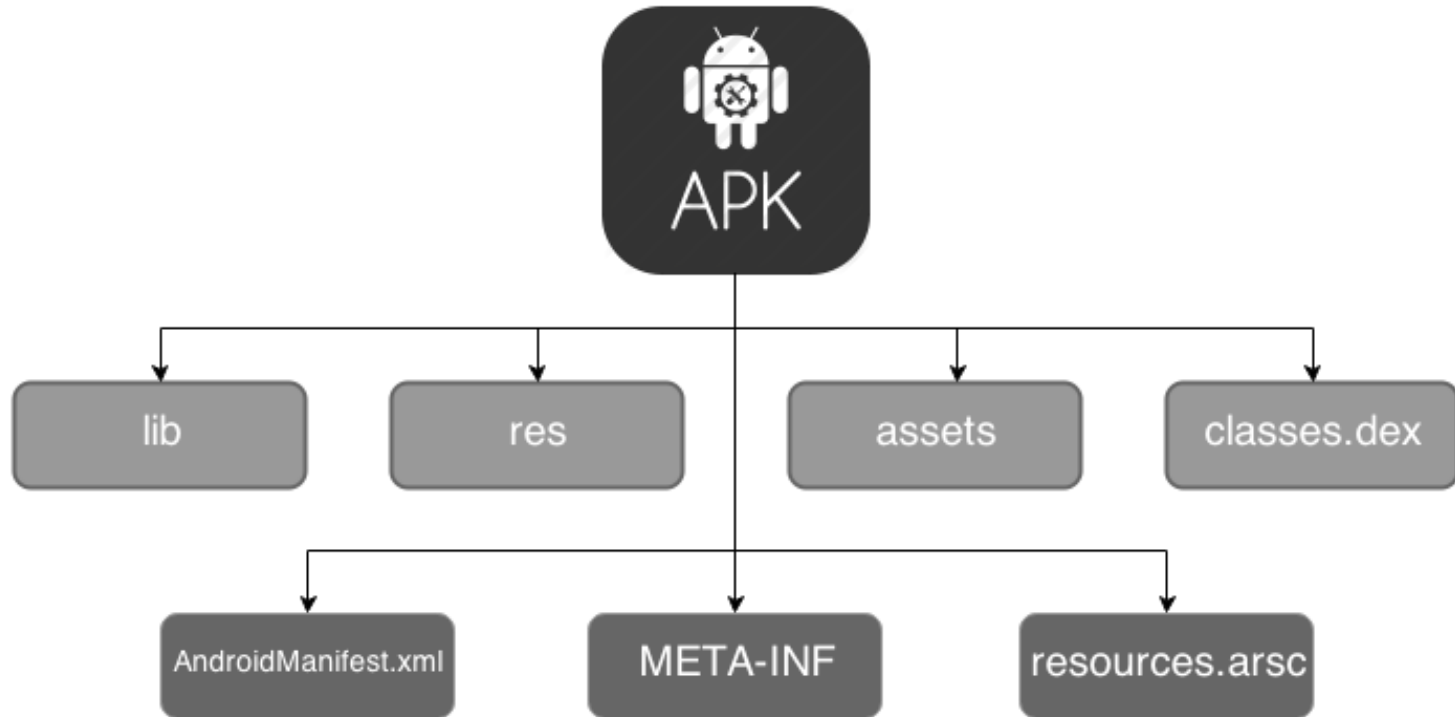 APK
lib
res
assets
classes.dex
AndroidManifest.xml
META-INF
resources.arsc